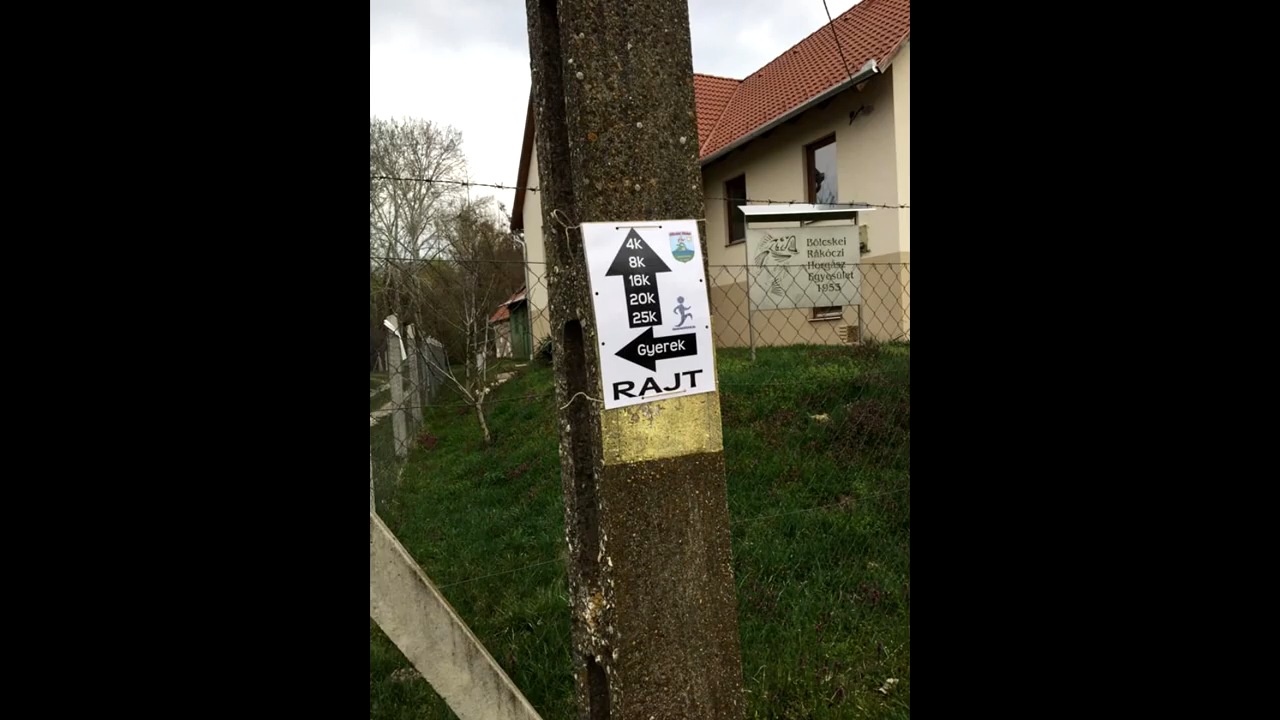 4k
8k
16k
20k
25k
Gyerek
RAJT
Bölcskei
Rákóczi
Horgász
Egyesület
1953